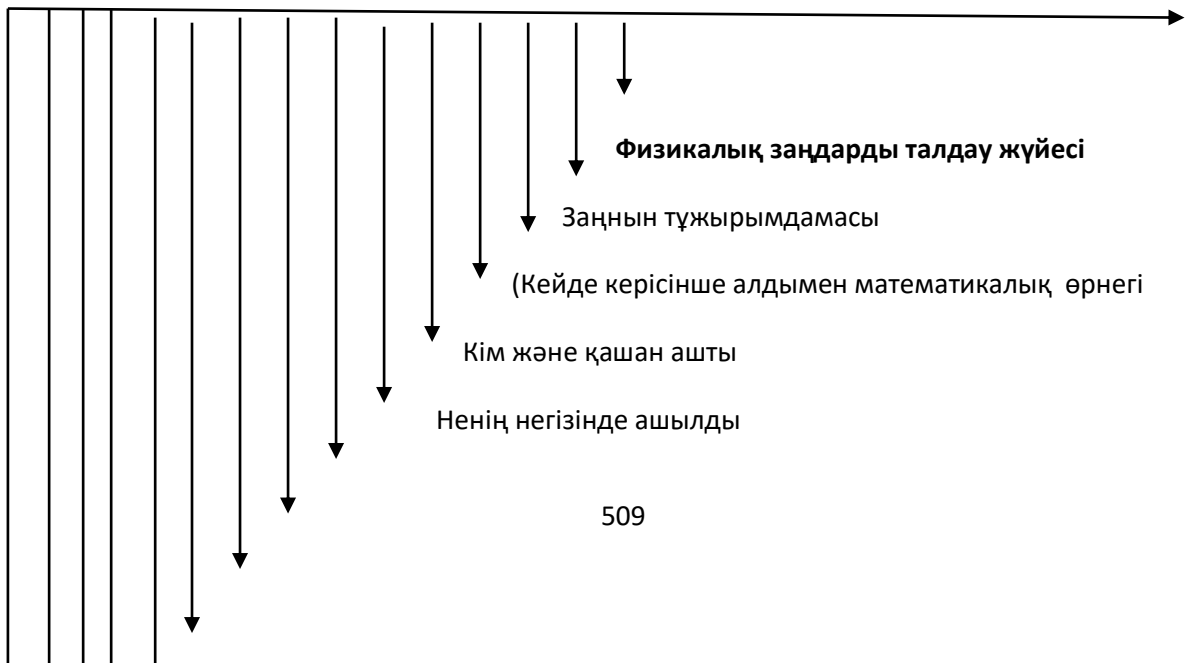 Физикалық заңдарды талдау жүйесі
Заңнын тұжырымдамасы
(Кейде керісінше алдымен математикалық өрнегі
Кім және қашан ашты
Ненің негізінде ашылды
509